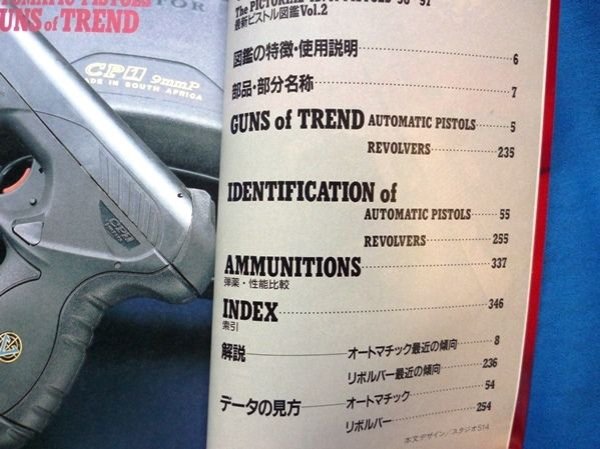 GUNS of TREND
CP1 9mmP
MADE IN SOUTH AFRICA
CP1
最新ピストル図鑑Vol.2
図鑑の特徴・使用説明 6
部品・部分名称 7
GUNS of TREND AUTOMATIC PISTOLS 5
REVOLVERS 235
IDENTIFICATION of
AUTOMATIC PISTOLS 55
REVOLVERS 255
AMMUNITIONS 337
弾薬・性能比較
INDEX 346
索引
解説 オートマチック最近の傾向 8
リボルバー最近の傾向 236
データの見方 オートマチック 54
リボルバー 254
本文デザイン/スタジオ514